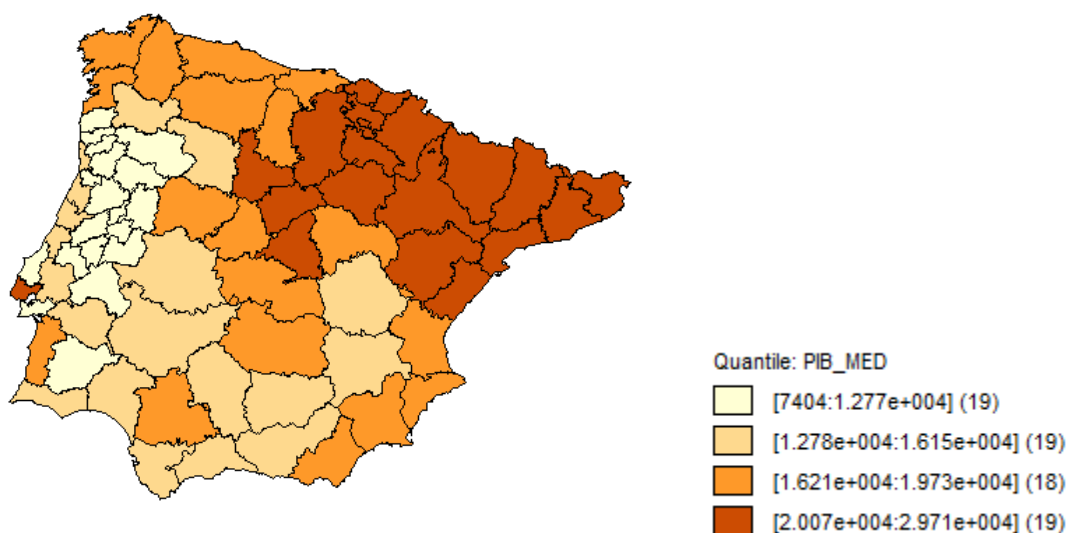 Quantile: PIB_MED
[7404:1.277e+004] (19)
[1.278e+004:1.615e+004] (19)
[1.621e+004:1.973e+004] (18)
[2.007e+004:2.971e+004] (19)